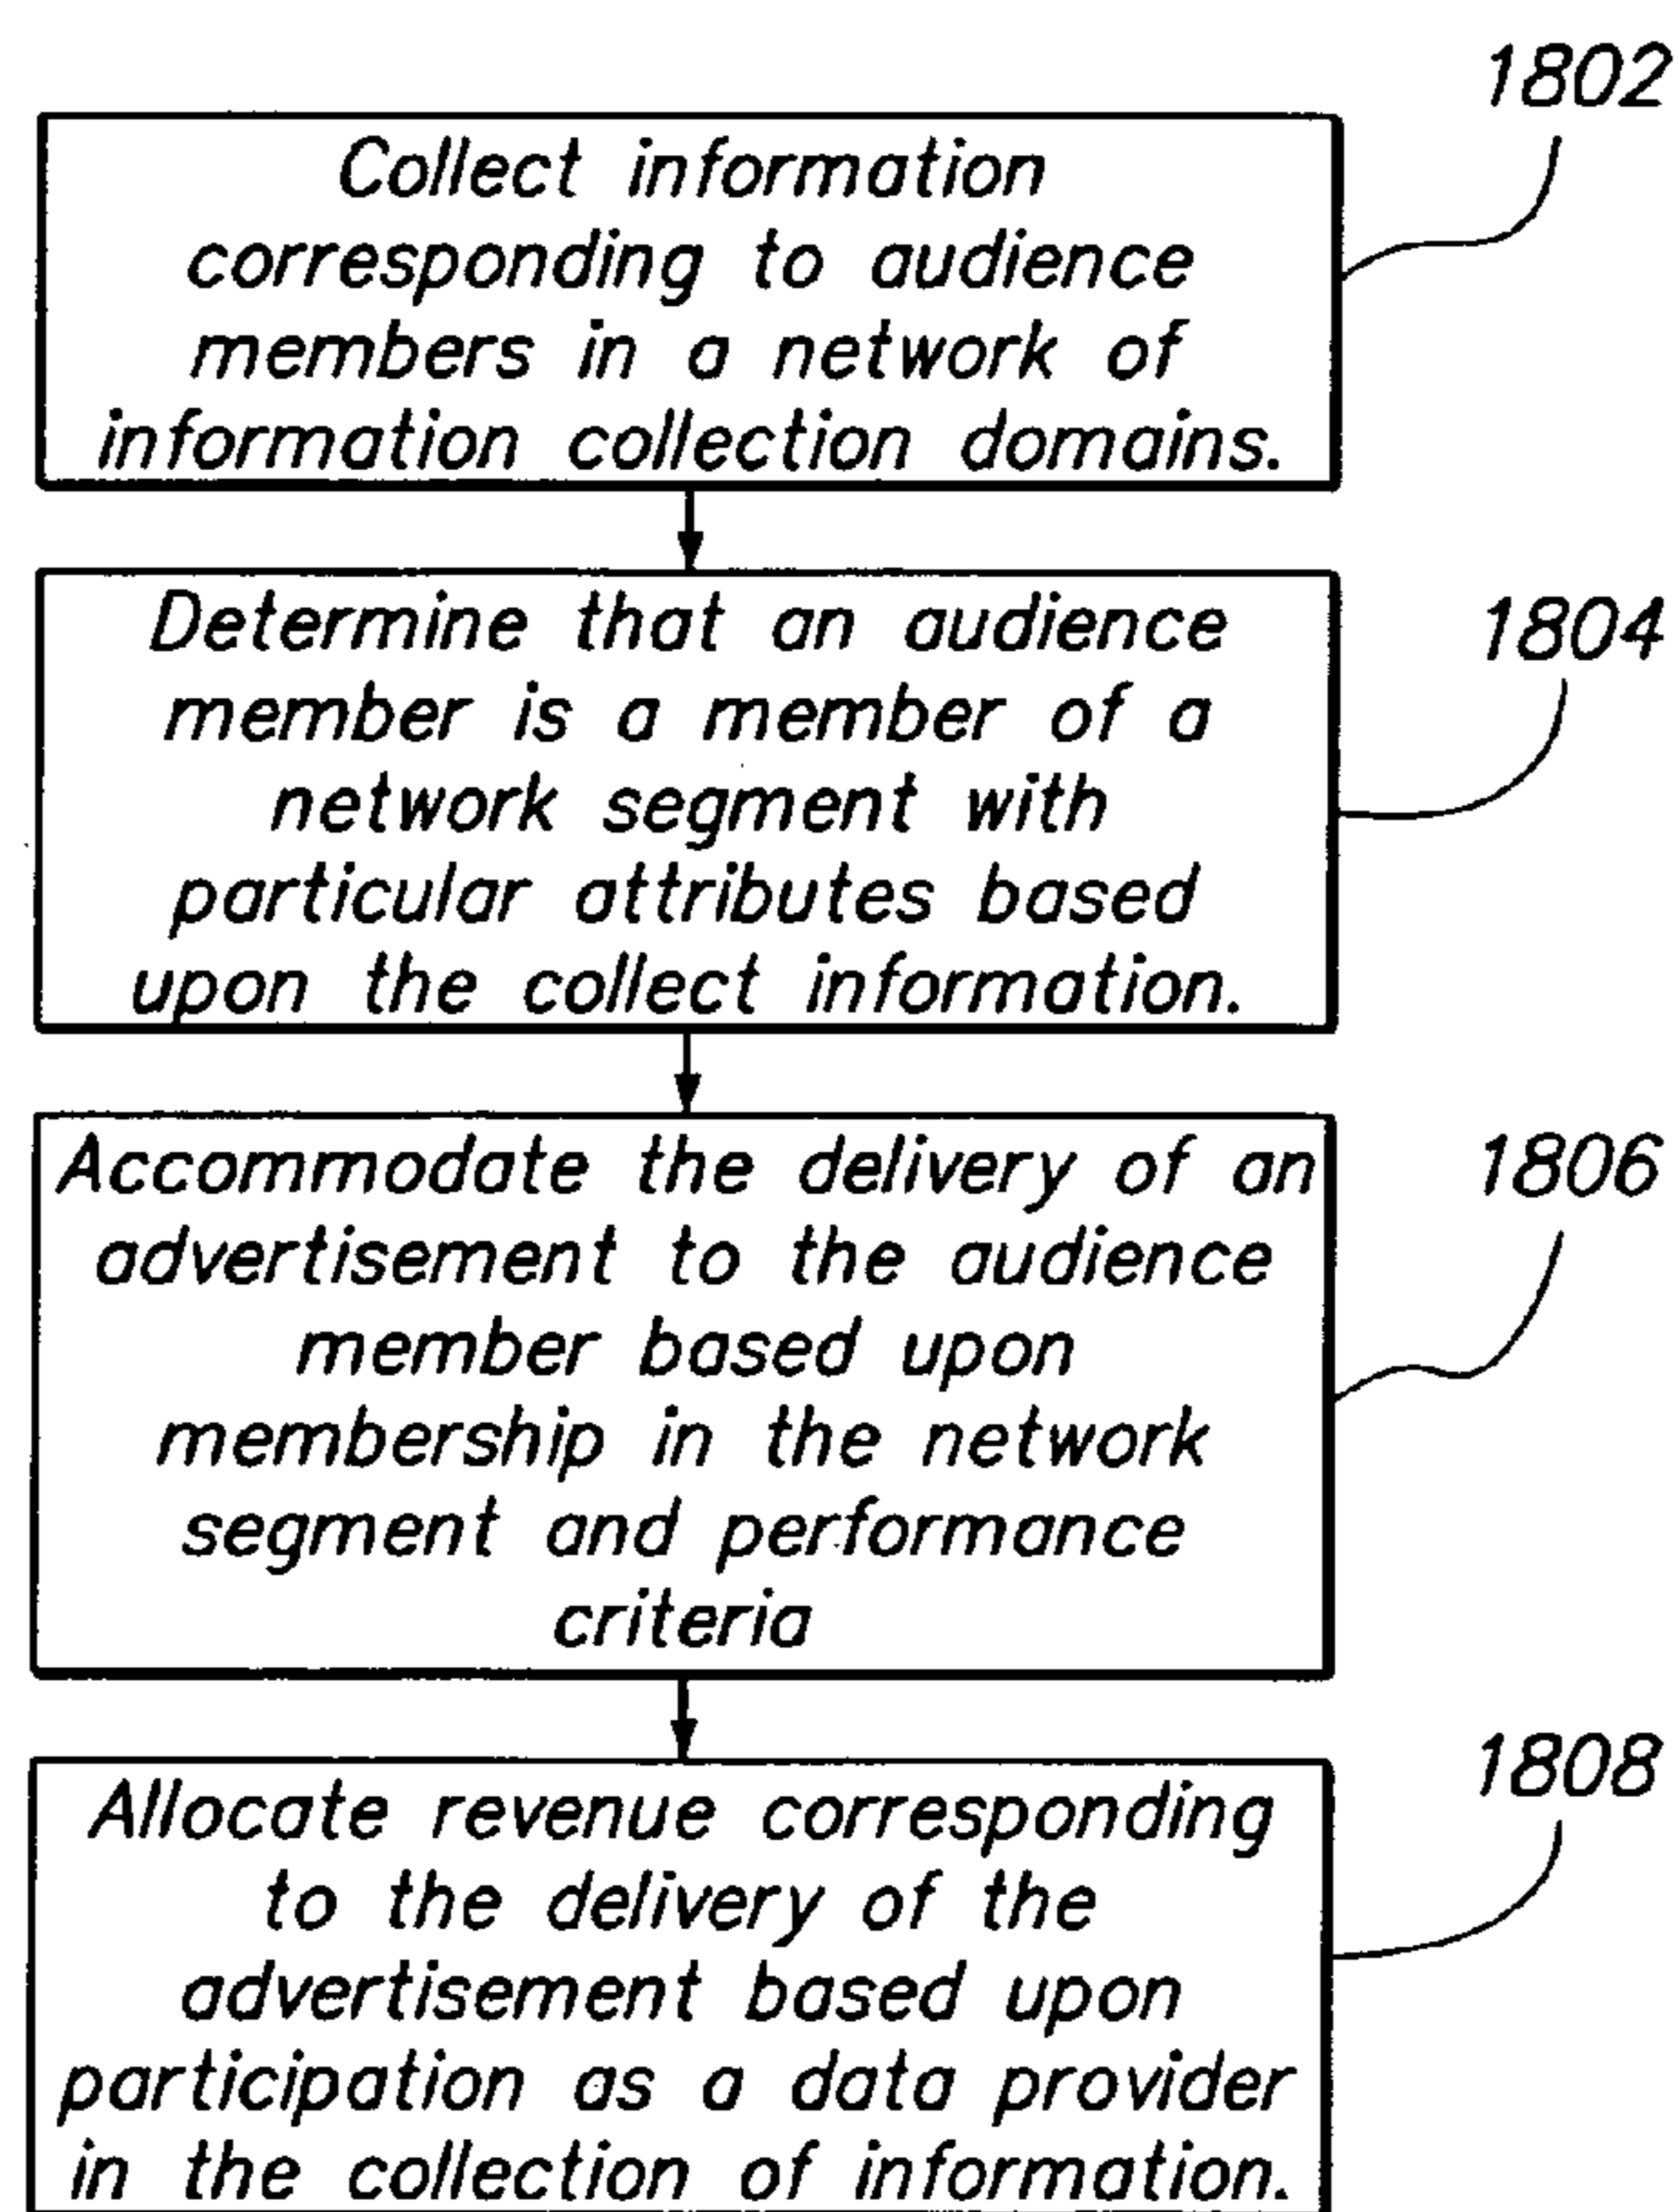 1802
Collect information
corresponding to audience
members in a network of
information collection domains.
Determine that an audience
member is a member of a
network segment with
particular attributes based
upon the collect information.
1804
Accommodate the delivery of an
advertisement to the audience
member based upon
membership in the network
segment and performance
criteria
1806
Allocate revenue corresponding
to the delivery of the
advertisement based upon
participation as a data provider
in the collection of information.
1808